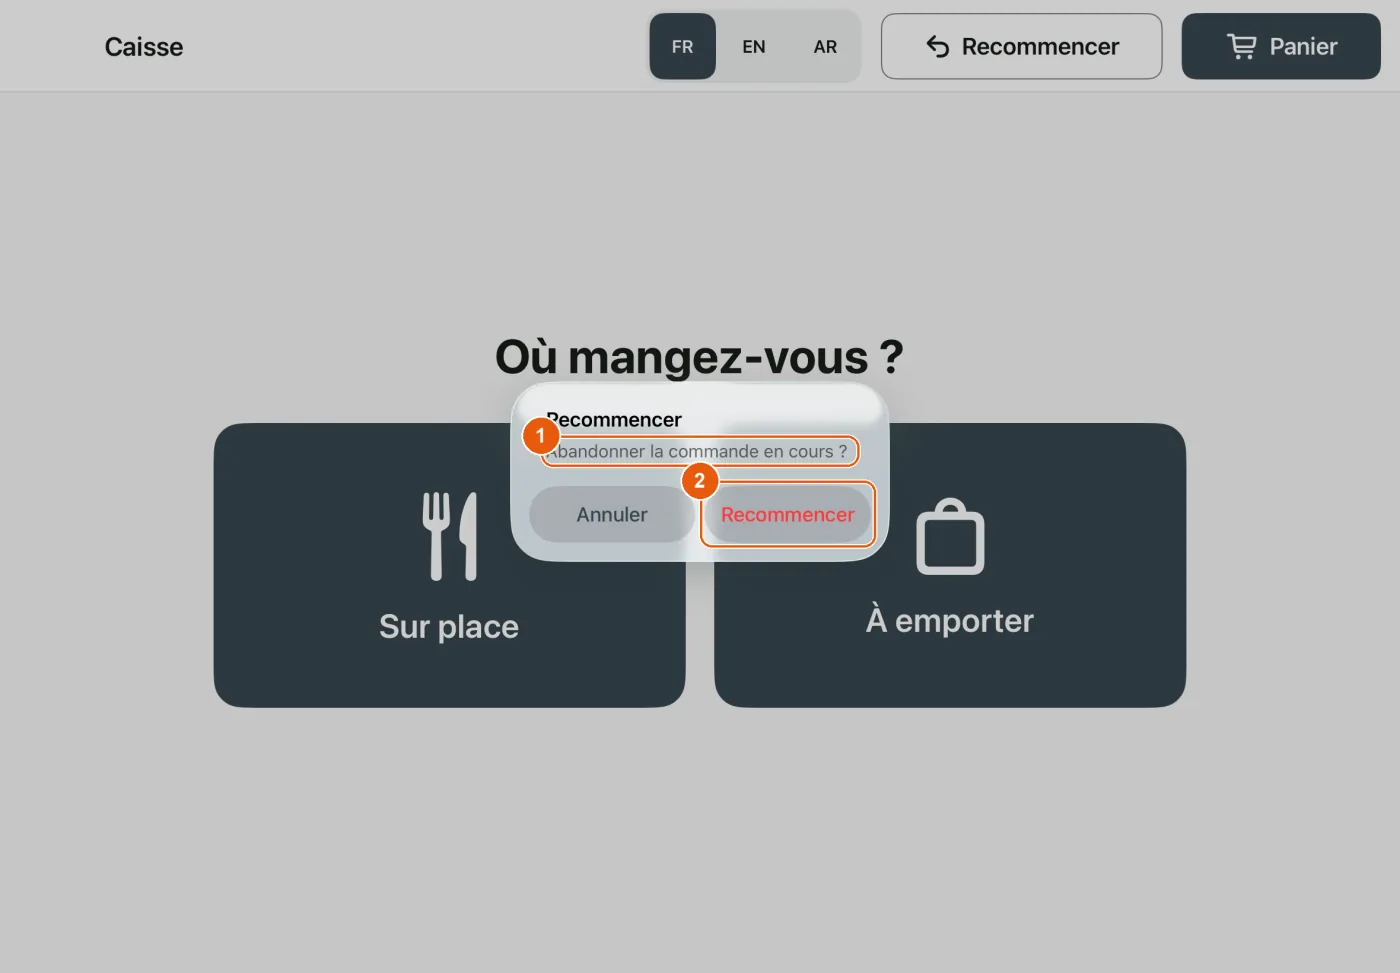 Caisse
FR
EN
AR
Recommencer
Panier
Où mangez-vous ?
Recommencer
1
Abandonner la commande en cours ?
2
Annuler
Recommencer
Sur place
À emporter